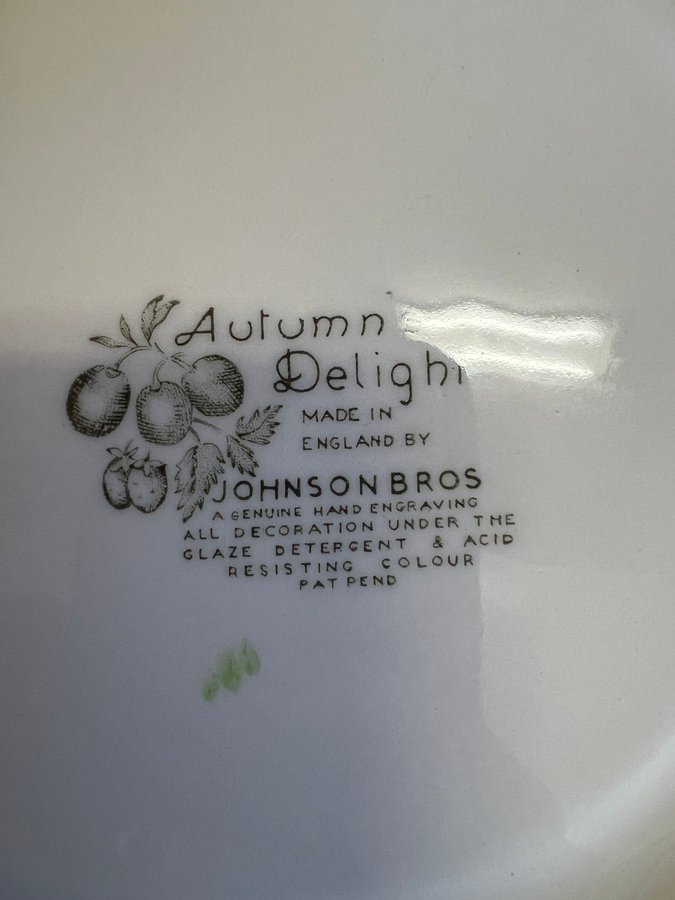 Autumn
Delight
MADE IN
ENGLAND BY
JOHNSON BROS
A GENUINE HAND ENGRAVING
ALL DECORATION UNDER THE
GLAZE DETERGENT & ACID
RESISTING COLOUR
PAT PEND